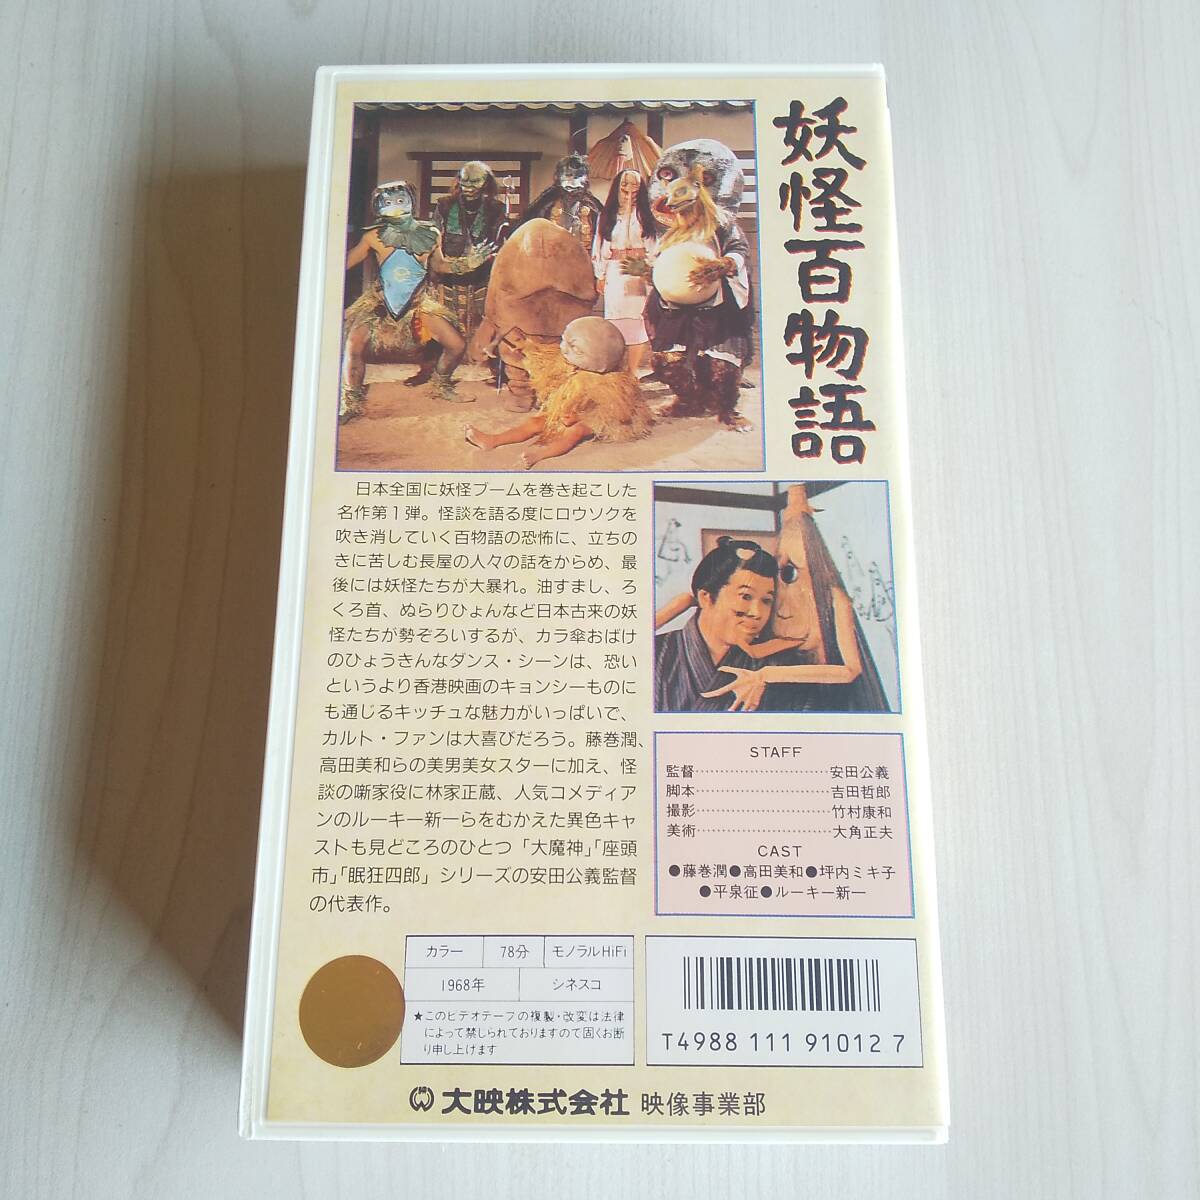 妖怪百物語
日本全国に妖怪ブームを巻き起こした
名作第1弾。怪談を語る度にロウソクを
吹き消していく百物語の恐怖に、立ちの
きに苦しむ長屋の人々の話をからめ、最
後には妖怪たちが大暴れ。油すまし、ろ
くろ首、ぬらりひょんなど日本古来の妖
怪たちが勢ぞろいするが、カラ傘おばけ
のひょうきんなダンス・シーンは、恐い
というより香港映画のキョンシーものに
も通じるキッチュな魅力がいっぱいで、
カルト・ファンは大喜びだろう。藤巻潤、
高田美和らの美男美女スターに加え、怪
談の噺家役に林家正蔵、人気コメディア
ンのルーキー新一らをむかえた異色キャ
ストも見どころのひとつ「大魔神」「座頭
市」「眠狂四郎」シリーズの安田公義監督
の代表作。
STAFF
監督…………………………安田公義
脚本…………………………吉田哲郎
撮影…………………………竹村康和
美術…………………………大角正夫
CAST
●藤巻潤●高田美和●坪内ミキ子
●平泉征●ルーキー新一
カラー 78分 モノラルHiFi
1968年 シネスコ
★このビデオテープの複製・改変は法律
によって禁じられておりますので固くお断
り申し上げます
T4988 111 91012 7
大映株式会社 映像事業部